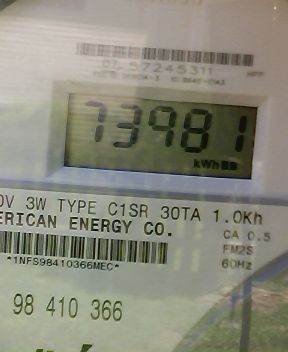 07 57245311
73981
kWh
0V 3W TYPE C1SR 30TA 1.0Kh
ERICAN ENERGY CO.
CA 0.5
FM2S
*1NFS98410366MEC*
60Hz
98 410 366